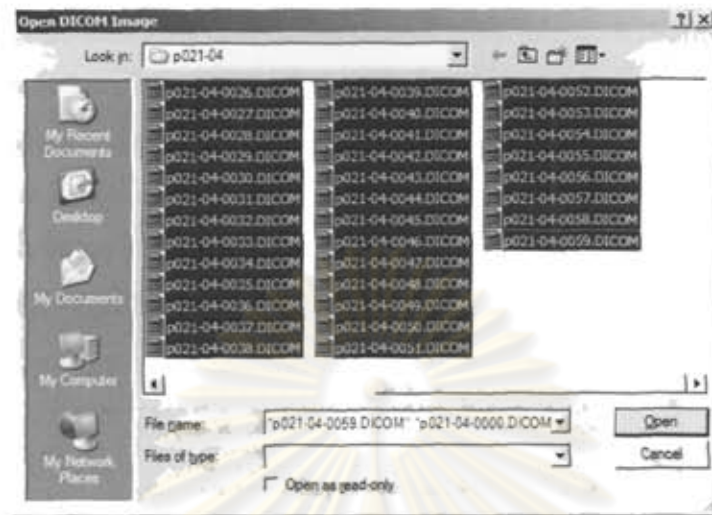 Open DICOM Image
Look in: p021-04
My Recent
Documents
Desktop
My Documents
My Computer
My Network
Places
p021-04-0026.DICOM
p021-04-0027.DICOM
p021-04-0028.DICOM
p021-04-0029.DICOM
p021-04-0030.DICOM
p021-04-0031.DICOM
p021-04-0032.DICOM
p021-04-0033.DICOM
p021-04-0034.DICOM
p021-04-0035.DICOM
p021-04-0036.DICOM
p021-04-0037.DICOM
p021-04-0038.DICOM
p021-04-0039.DICOM
p021-04-0040.DICOM
p021-04-0041.DICOM
p021-04-0042.DICOM
p021-04-0043.DICOM
p021-04-0044.DICOM
p021-04-0045.DICOM
p021-04-0046.DICOM
p021-04-0047.DICOM
p021-04-0048.DICOM
p021-04-0049.DICOM
p021-04-0050.DICOM
p021-04-0051.DICOM
p021-04-0052.DICOM
p021-04-0053.DICOM
p021-04-0054.DICOM
p021-04-0055.DICOM
p021-04-0056.DICOM
p021-04-0057.DICOM
p021-04-0058.DICOM
p021-04-0059.DICOM
File name: "p021-04-0059.DICOM" "p021-04-0000.DICOM
Open
Files of type:
Cancel
Open as read-only